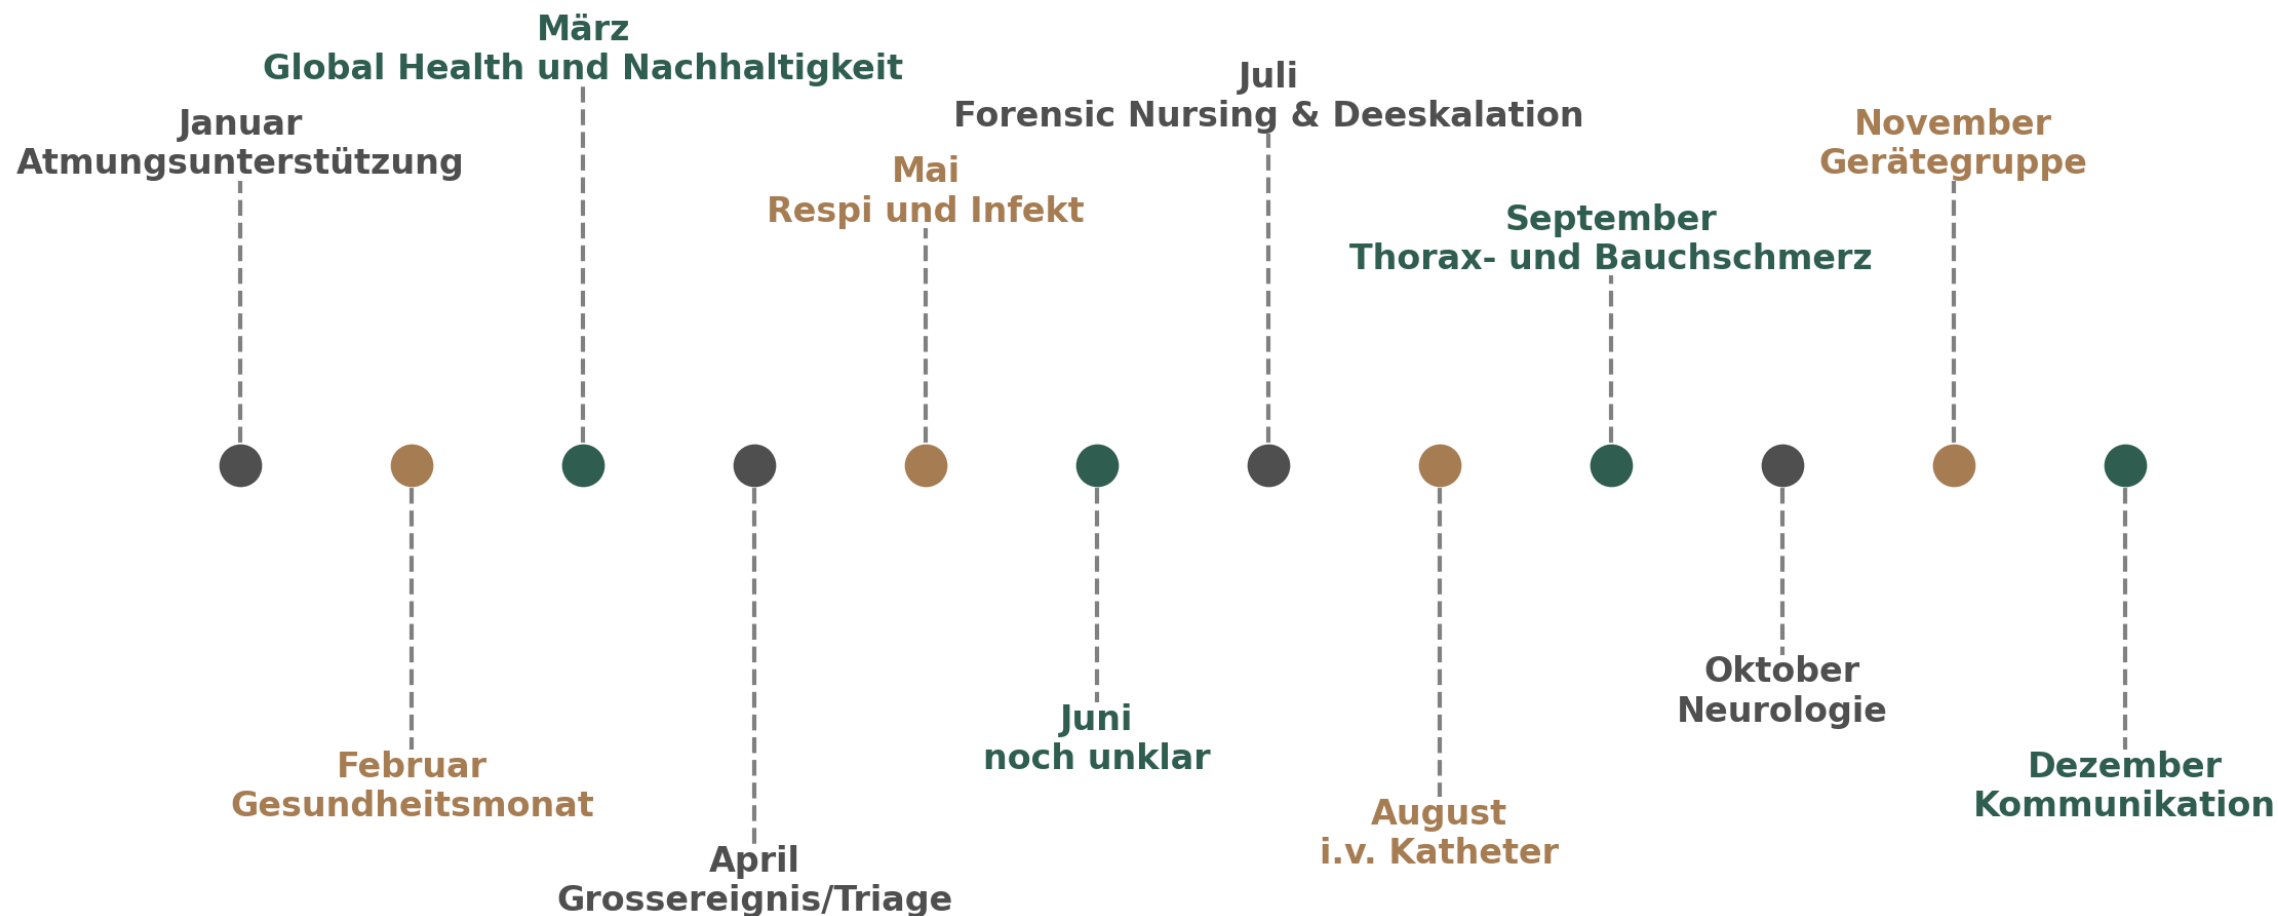 Januar
Atmungsunterstützung
Februar
Gesundheitsmonat
März
Global Health und Nachhaltigkeit
April
Grossereignis/Triage
Mai
Respi und Infekt
Juni
noch unklar
Juli
Forensic Nursing & Deeskalation
August
i.v. Katheter
September
Thorax- und Bauchschmerz
Oktober
Neurologie
November
Gerätegruppe
Dezember
Kommunikation